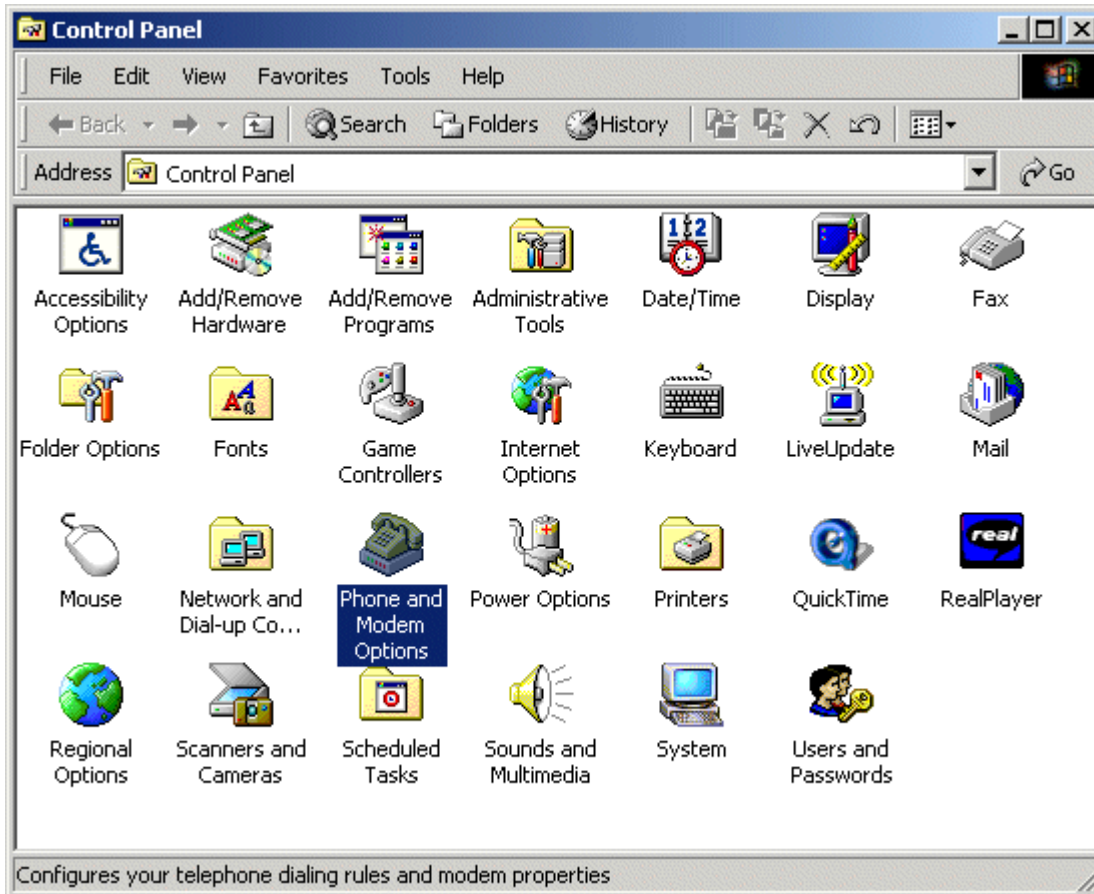 Control Panel
File Edit View Favorites Tools Help
Back Search Folders History
Address Control Panel Go
1 2
Accessibility Options
Add/Remove Hardware
Add/Remove Programs
Administrative Tools
Date/Time
Display
Fax
Folder Options
Fonts
Game Controllers
Internet Options
Keyboard
LiveUpdate
Mail
Mouse
Network and Dial-up Co...
Phone and Modem Options
Power Options
Printers
QuickTime
real
RealPlayer
Regional Options
Scanners and Cameras
Scheduled Tasks
Sounds and Multimedia
System
Users and Passwords
Configures your telephone dialing rules and modem properties